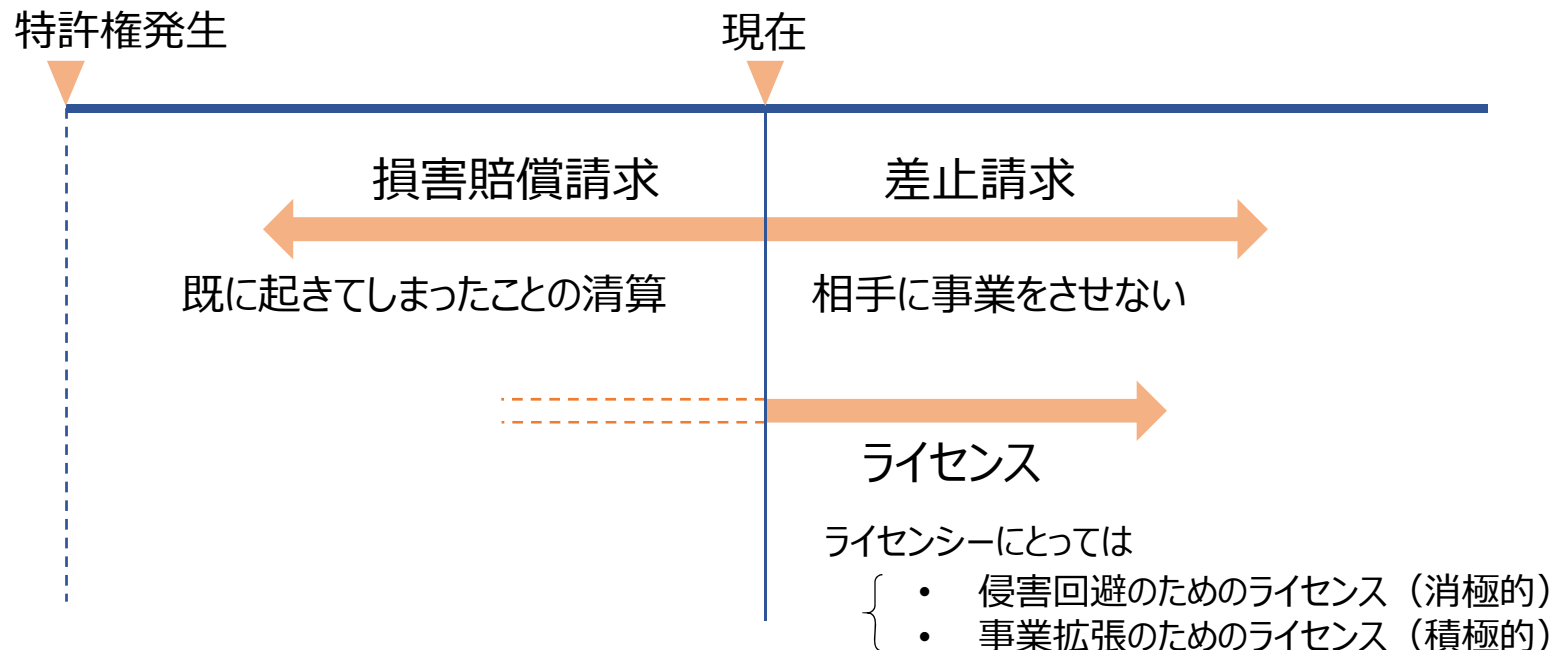 特許権発生
現在
損害賠償請求
差止請求
既に起きてしまったことの清算
相手に事業をさせない
ライセンス
ライセンシーにとっては
• 侵害回避のためのライセンス（消極的）
• 事業拡張のためのライセンス（積極的）